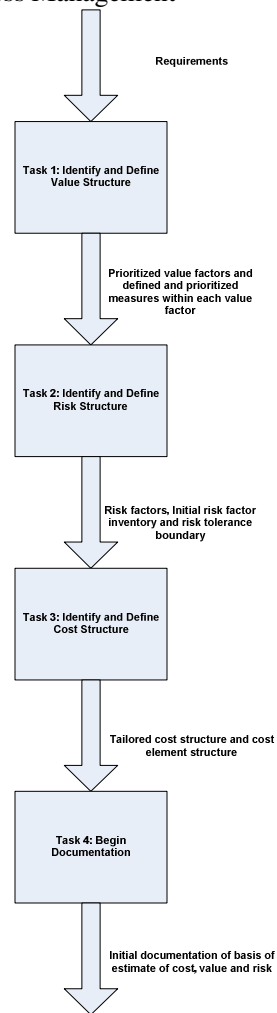 ss Management
Requirements
Task 1: Identify and Define
Value Structure
Prioritized value factors and
defined and prioritized
measures within each value
factor
Task 2: Identify and Define
Risk Structure
Risk factors, Initial risk factor
inventory and risk tolerance
boundary
Task 3: Identify and Define
Cost Structure
Tailored cost structure and cost
element structure
Task 4: Begin
Documentation
Initial documentation of basis of
estimate of cost, value and risk